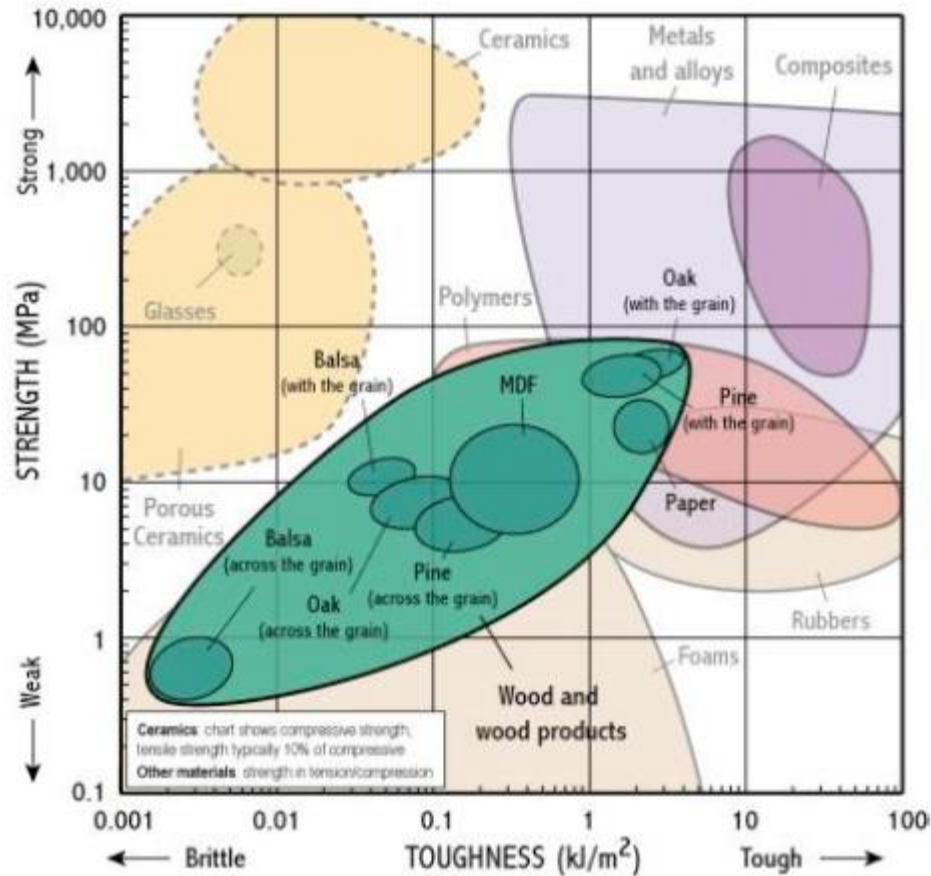 10,000
Strong
1,000
STRENGTH (MPa)
100
10
1
Weak
0.1
Ceramics
Metals
and alloys
Composites
Glasses
Polymers
Oak
(with the grain)
Balsa
(with the grain)
MDF
Pine
(with the grain)
Porous
Ceramics
Paper
Balsa
(across the grain)
Pine
(across the grain)
Oak
(across the grain)
Rubbers
Foams
Wood and
wood products
Ceramics: chart shows compressive strength,
tensile strength typically 10% of compressive
Other materials: strength in tension/compression
0.001
0.01
0.1
1
10
100
Brittle
TOUGHNESS (kJ/m²)
Tough